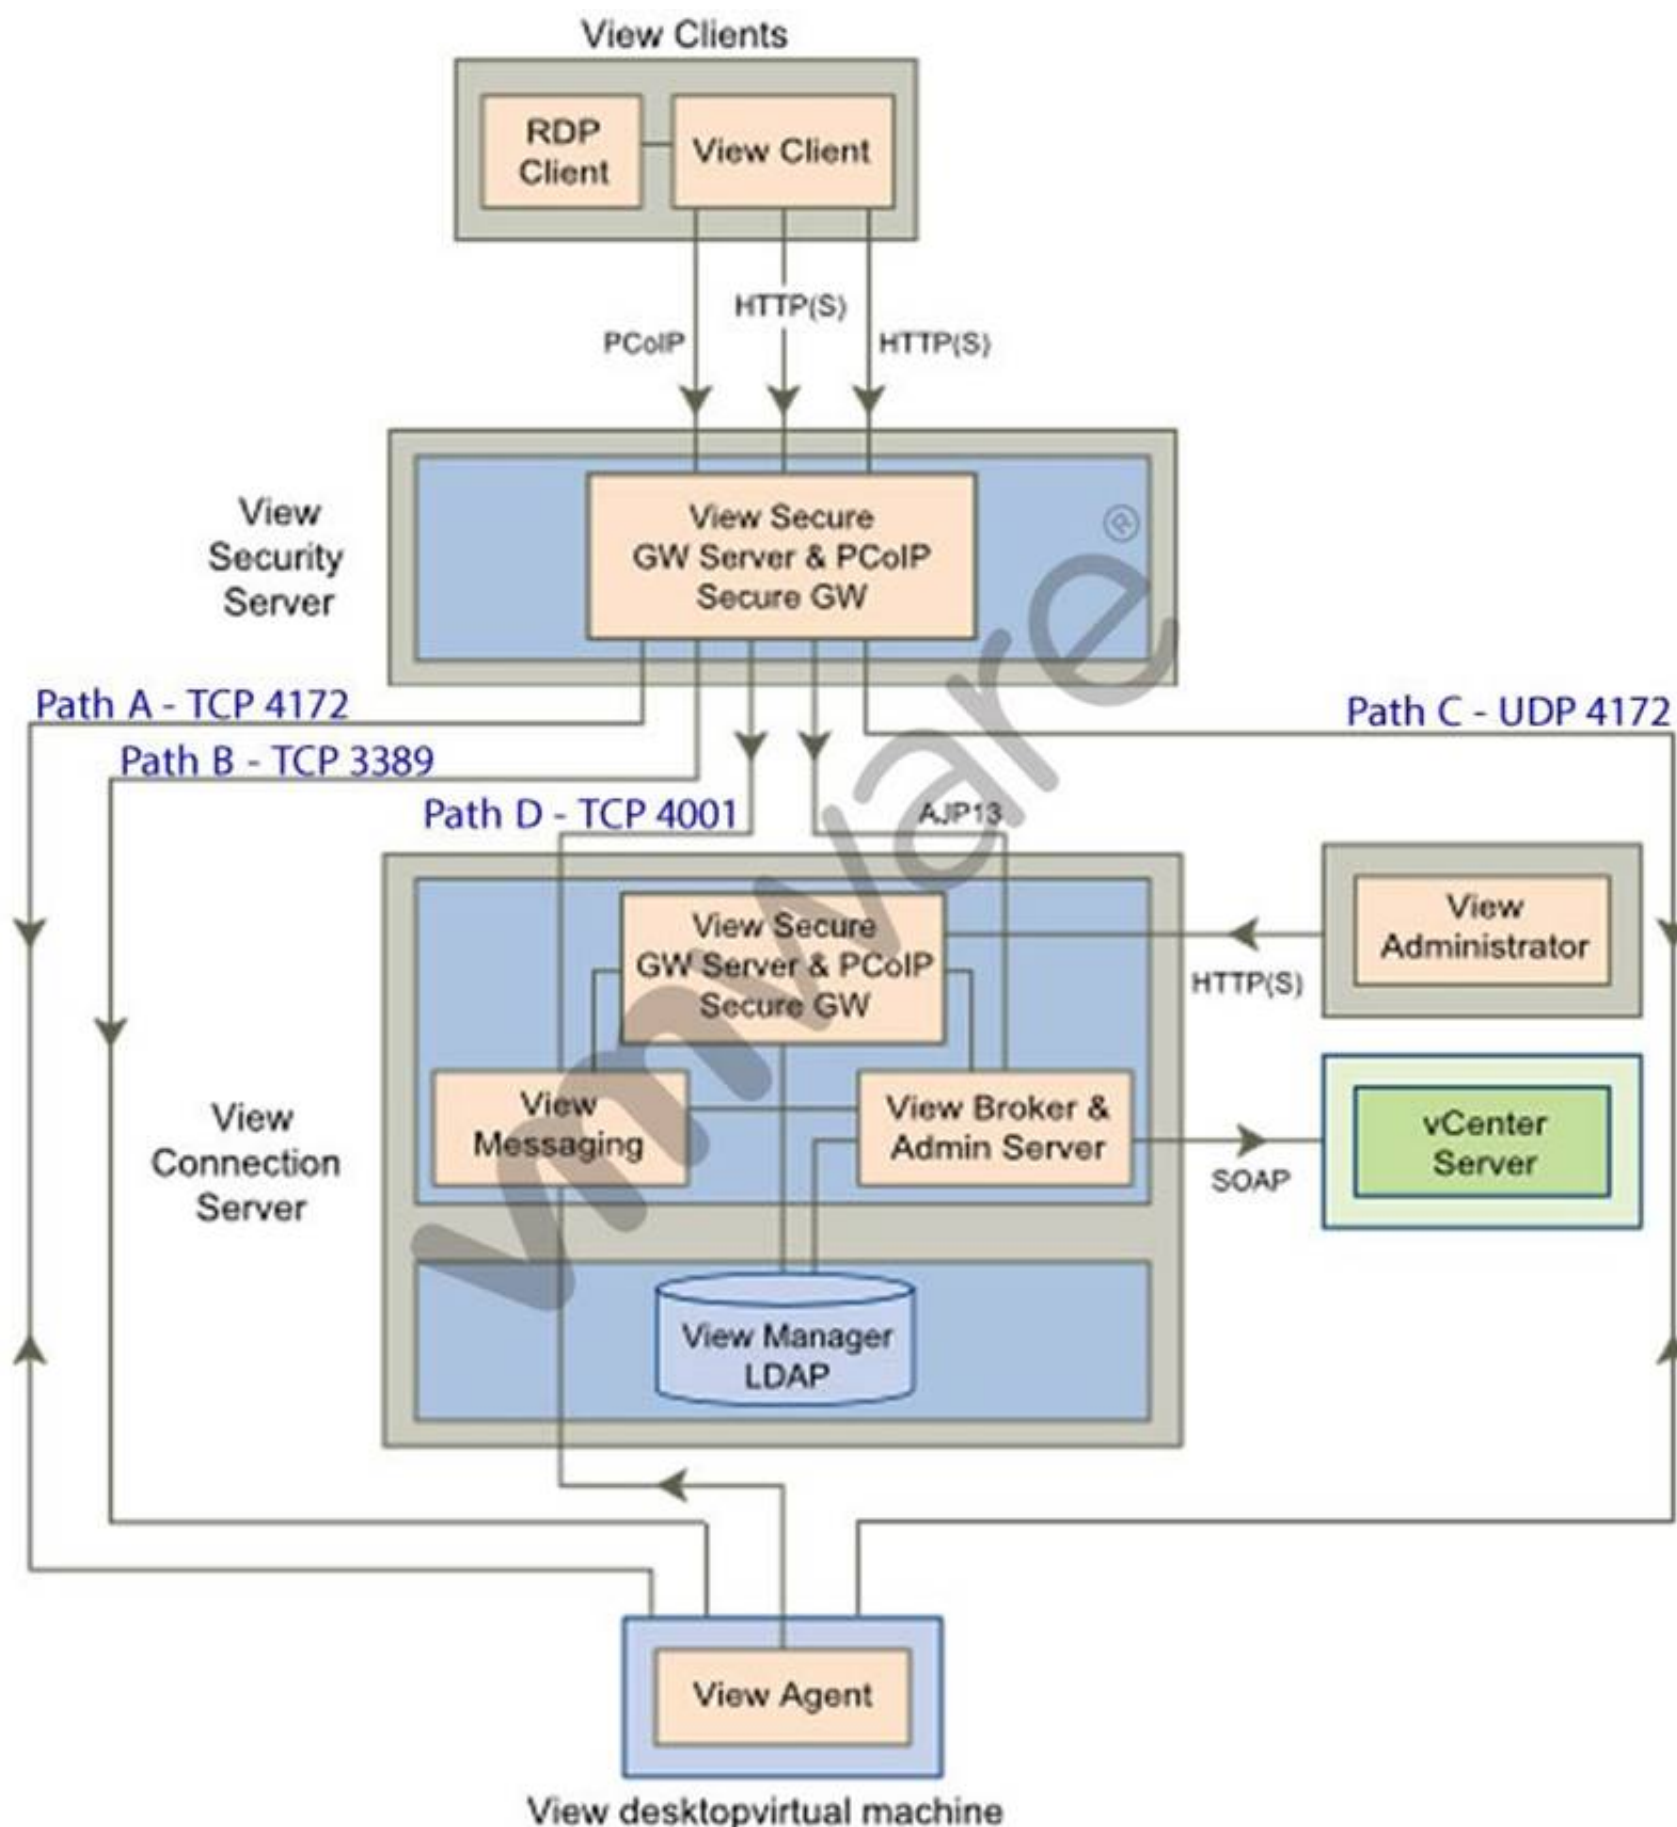 View Clients
RDP
Client
View Client
PCoIP
HTTP(S)
HTTP(S)
View
Security
Server
View Secure
GW Server & PCoIP
Secure GW
Path A - TCP 4172
Path B - TCP 3389
Path C - UDP 4172
Path D - TCP 4001
AJP13
View
Connection
Server
View Secure
GW Server & PCoIP
Secure GW
View
Administrator
HTTP(S)
View
Messaging
View Broker &
Admin Server
SOAP
vCenter
Server
View Manager
LDAP
View Agent
View desktopvirtual machine
vmware®